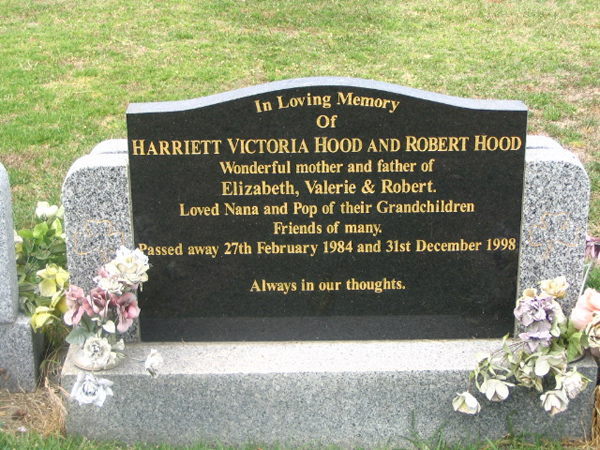 In Loving Memory
Of
HARRIETT VICTORIA HOOD AND ROBERT HOOD
Wonderful mother and father of
Elizabeth, Valerie & Robert.
Loved Nana and Pop of their Grandchildren
Friends of many.
Passed away 27th February 1984 and 31st December 1998
Always in our thoughts.